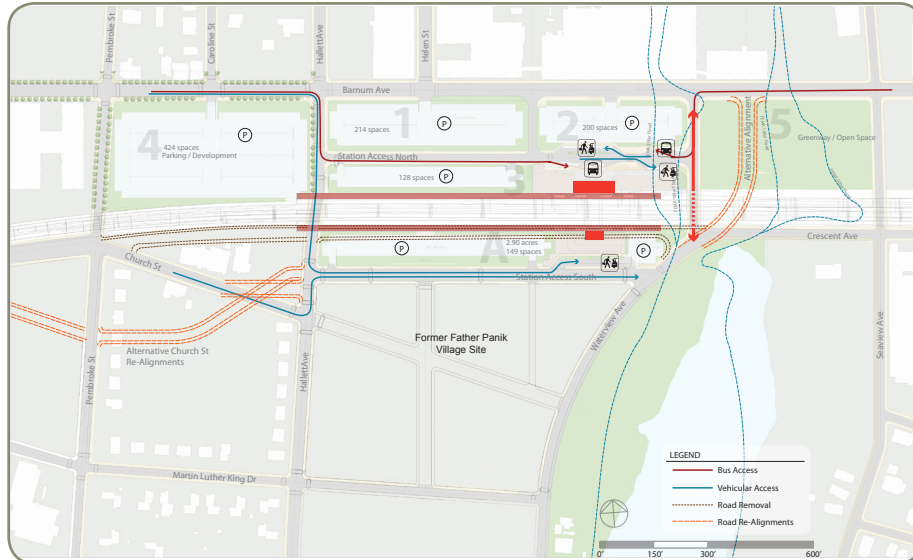 Pembroke St
Caroline St
HallettAve
Helen St
Barnum Ave
1
214 spaces
P
2
200 spaces
P
4
424 spaces
Parking / Development
P
5
Greenway / Open Space
Alternative Alignment
Station Access North
128 spaces
P
3
Crescent Ave
Church St
P
2.90 acres
149 spaces
A
P
Station Access South
Waterview Ave
Former Father Panik
Village Site
Alternative Church St
Re-Alignments
Pembroke St
HallettAve
Seaview Ave
Martin Luther King Dr
LEGEND
Bus Access
Vehicular Access
Road Removal
Road Re-Alignments
0'
150'
300'
600'